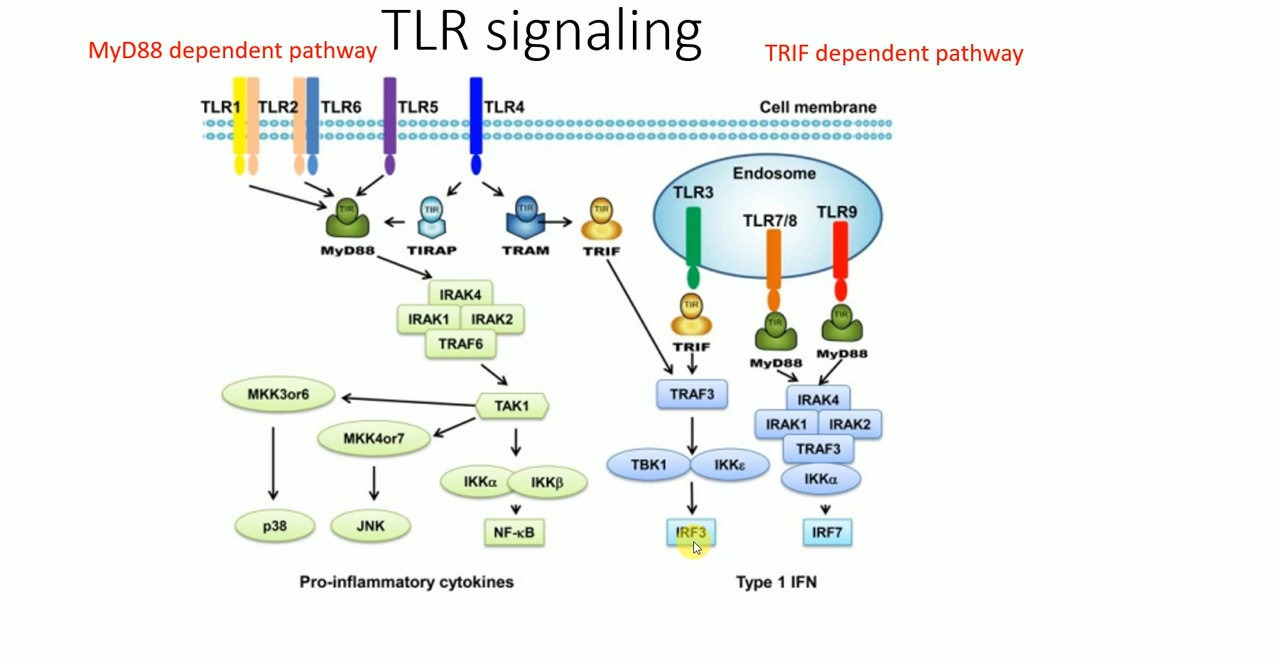 TLR signaling
MyD88 dependent pathway
TRIF dependent pathway
TLR1
TLR2
TLR6
TLR5
TLR4
Cell membrane
Endosome
TLR3
TLR7/8
TLR9
TIR
MyD88
TIR
TIRAP
TIR
TRAM
TIR
TRIF
TIR
TRIF
TIR
MyD88
TIR
MyD88
IRAK4
IRAK1
IRAK2
TRAF6
TAK1
MKK3or6
MKK4or7
IKKα
IKKβ
p38
JNK
NF-κB
TRAF3
TBK1
IKKε
IRF3
IRAK4
IRAK1
IRAK2
TRAF3
IKKα
IRF7
Pro-inflammatory cytokines
Type 1 IFN